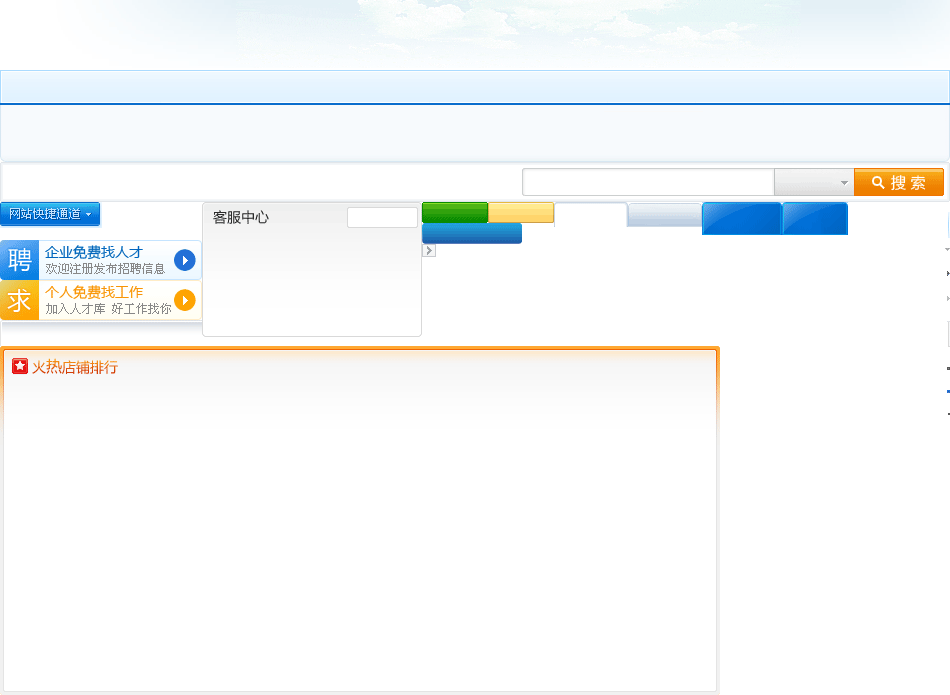 搜 索
网站快捷通道
客服中心
聘
企业免费找人才
欢迎注册发布招聘信息
求
个人免费找工作
加入人才库 好工作找你
火热店铺排行